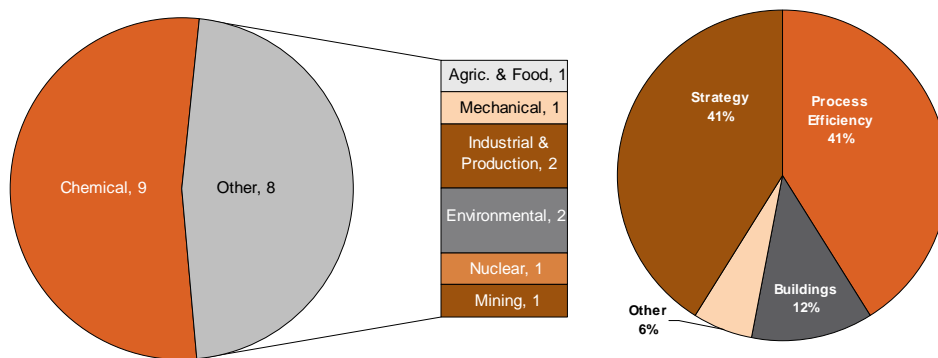 Chemical, 9
Other, 8
Agric. & Food, 1
Mechanical, 1
Industrial &
Production, 2
Environmental, 2
Nuclear, 1
Mining, 1
Strategy
41%
Process
Efficiency
41%
Buildings
12%
Other
6%